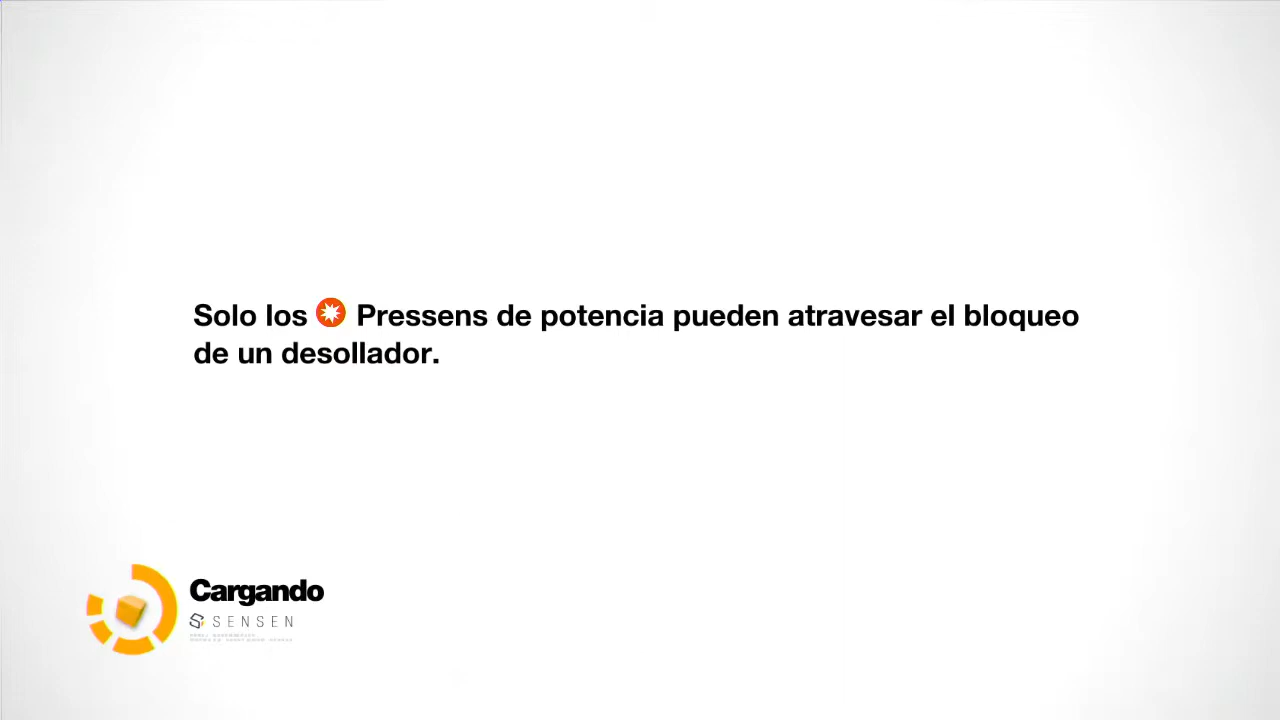 Solo los Pressens de potencia pueden atravesar el bloqueo
de un desollador.
Cargando
SENSEN